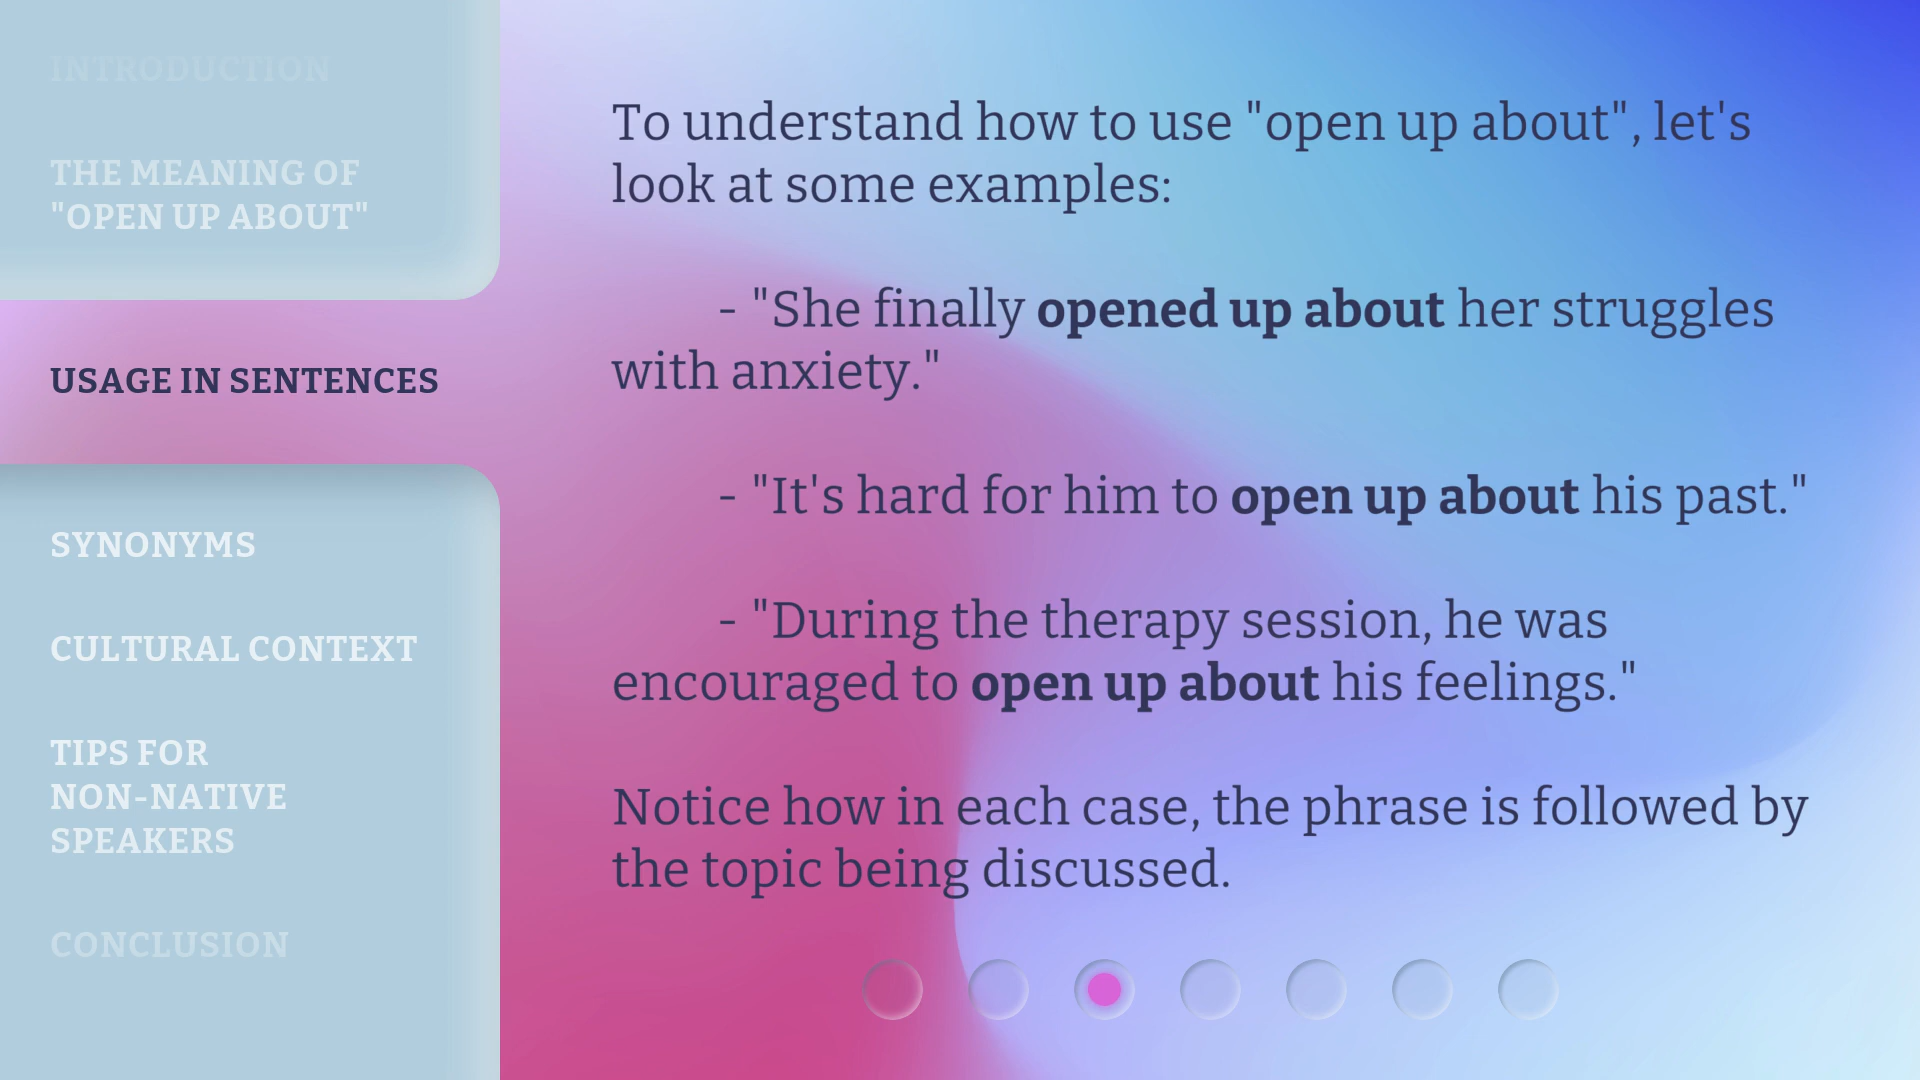 INTRODUCTION
THE MEANING OF
"OPEN UP ABOUT"
USAGE IN SENTENCES
SYNONYMS
CULTURAL CONTEXT
TIPS FOR
NON-NATIVE
SPEAKERS
CONCLUSION
To understand how to use "open up about", let's
look at some examples:
- "She finally opened up about her struggles
with anxiety."
- "It's hard for him to open up about his past."
- "During the therapy session, he was
encouraged to open up about his feelings."
Notice how in each case, the phrase is followed by
the topic being discussed.